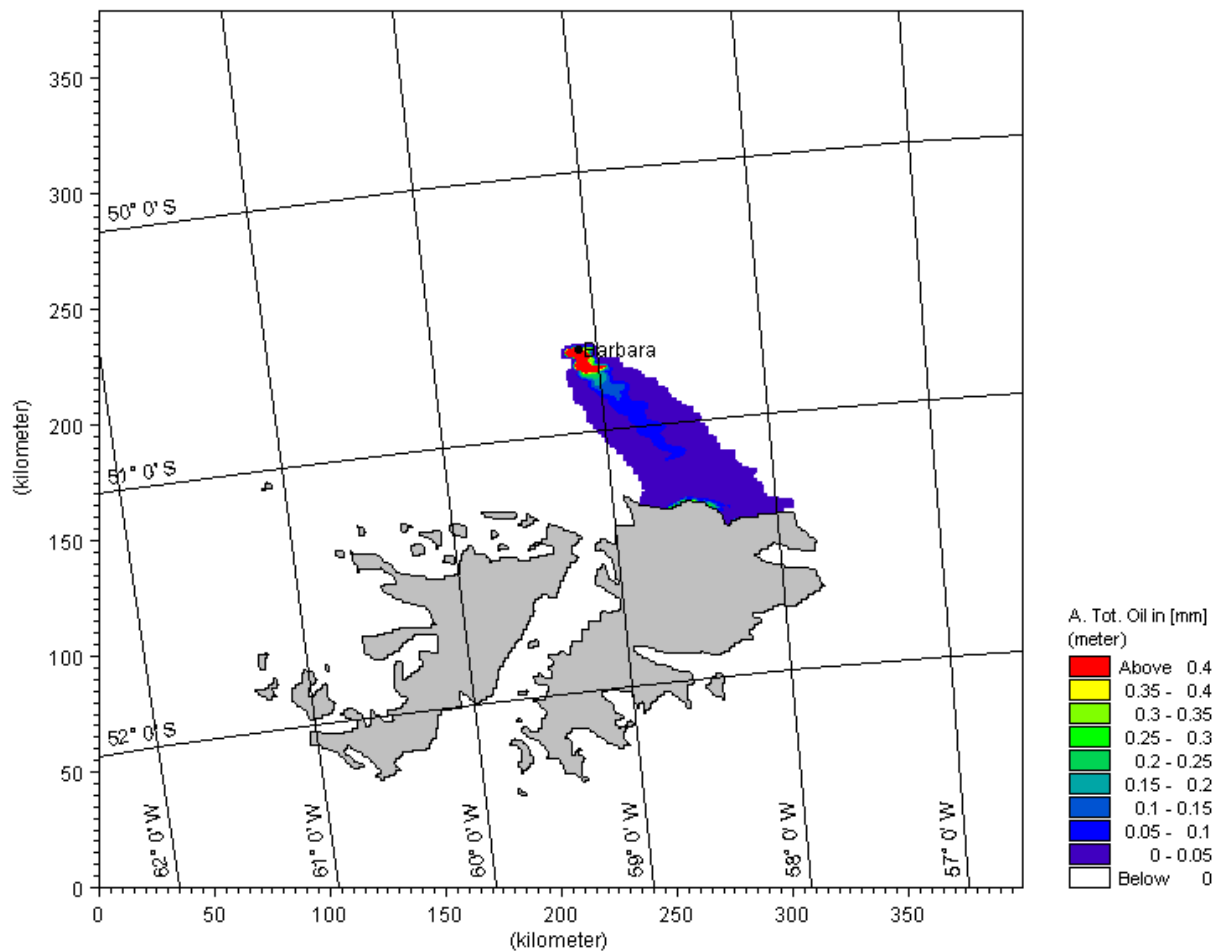 350
300
250
200
150
100
50
0
(kilometer)
0 50 100 150 200 250 300 350
(kilometer)
50° 0' S
51° 0' S
52° 0' S
62° 0' W
61° 0' W
60° 0' W
59° 0' W
58° 0' W
57° 0' W
Barbara
A. Tot. Oil in [mm]
(meter)
Above 0.4
0.35 - 0.4
0.3 - 0.35
0.25 - 0.3
0.2 - 0.25
0.15 - 0.2
0.1 - 0.15
0.05 - 0.1
0 - 0.05
Below 0